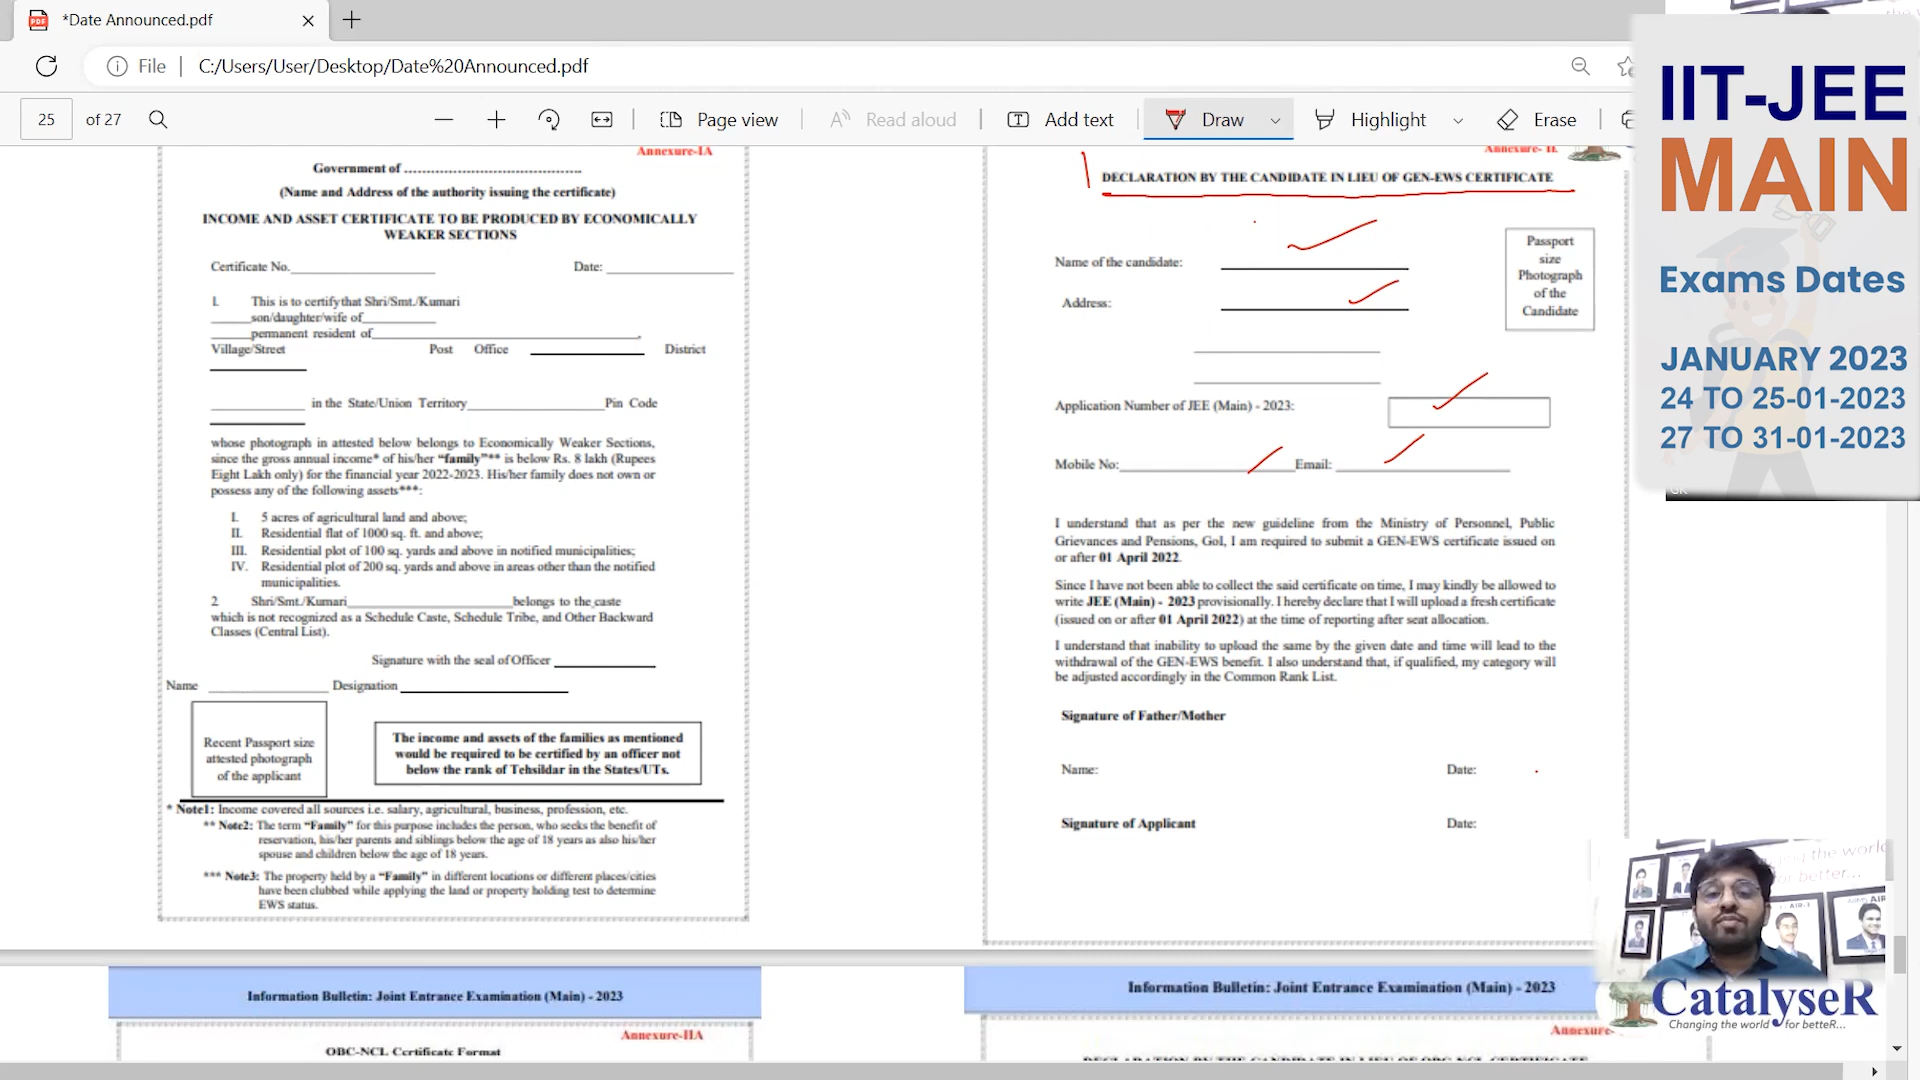 *Date Announced.pdf
File
C:/Users/User/Desktop/Date%20Announced.pdf
25 of 27
Page view
Read aloud
Add text
Draw
Highlight
Erase
Annexure-IA
Government of
(Name and Address of the authority issuing the certificate)
INCOME AND ASSET CERTIFICATE TO BE PRODUCED BY ECONOMICALLY
WEAKER SECTIONS
Certificate No. Date:
1. This is to certify that Shri/Smt./Kumari
son/daughter/wife of
permanent resident of ,
Village/Street Post Office District
in the State/Union Territory Pin Code
whose photograph in attested below belongs to Economically Weaker Sections,
since the gross annual income* of his/her “family”** is below Rs. 8 lakh (Rupees
Eight Lakh only) for the financial year 2022-2023. His/her family does not own or
possess any of the following assets***:
I. 5 acres of agricultural land and above;
II. Residential flat of 1000 sq. ft. and above;
III. Residential plot of 100 sq. yards and above in notified municipalities;
IV. Residential plot of 200 sq. yards and above in areas other than the notified
municipalities.
2 Shri/Smt./Kumari belongs to the caste
which is not recognized as a Schedule Caste, Schedule Tribe, and Other Backward
Classes (Central List).
Signature with the seal of Officer
Name Designation
Recent Passport size
attested photograph
of the applicant
The income and assets of the families as mentioned
would be required to be certified by an officer not
below the rank of Tehsildar in the States/UTs.
* Note1: Income covered all sources i.e. salary, agricultural, business, profession, etc.
** Note2: The term “Family” for this purpose includes the person, who seeks the benefit of
reservation, his/her parents and siblings below the age of 18 years as also his/her
spouse and children below the age of 18 years.
*** Note3: The property held by a “Family” in different locations or different places/cities
have been clubbed while applying the land or property holding test to determine
EWS status.
Annexure- II
DECLARATION BY THE CANDIDATE IN LIEU OF GEN-EWS CERTIFICATE
Passport
size
Photograph
of the
Candidate
Name of the candidate:
Address:
Application Number of JEE (Main) - 2023:
Mobile No: Email:
I understand that as per the new guideline from the Ministry of Personnel, Public
Grievances and Pensions, GoI, I am required to submit a GEN-EWS certificate issued on
or after 01 April 2022.
Since I have not been able to collect the said certificate on time, I may kindly be allowed to
write JEE (Main) - 2023 provisionally. I hereby declare that I will upload a fresh certificate
(issued on or after 01 April 2022) at the time of reporting after seat allocation.
I understand that inability to upload the same by the given date and time will lead to the
withdrawal of the GEN-EWS benefit. I also understand that, if qualified, my category will
be adjusted accordingly in the Common Rank List.
Signature of Father/Mother
Name: Date:
Signature of Applicant Date:
Information Bulletin: Joint Entrance Examination (Main) - 2023
Annexure-IIA
OBC-NCL Certificate Format
Information Bulletin: Joint Entrance Examination (Main) - 2023
Annexure-
DECLARATION BY THE CANDIDATE IN LIEU OF OBC-NCL CERTIFICATE
IIT-JEE
MAIN
Exams Dates
JANUARY 2023
24 TO 25-01-2023
27 TO 31-01-2023
the world
for better...
AIR-1
AIR
CatalyseR
Changing the world for betteR...